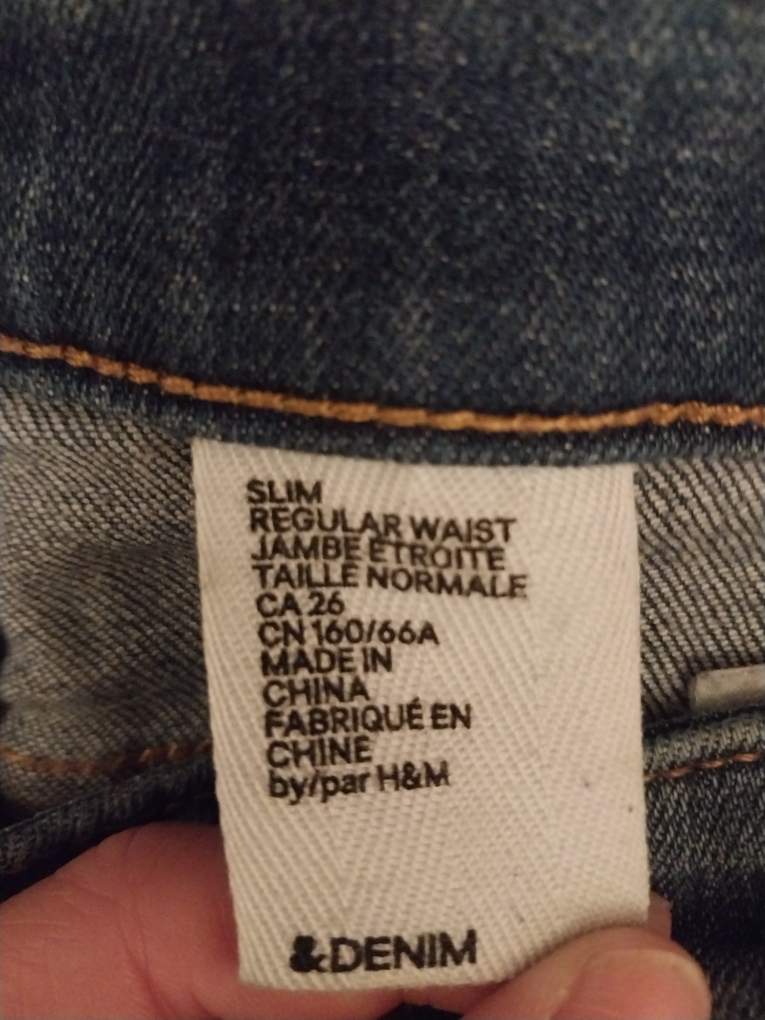 SLIM
REGULAR WAIST
JAMBE ÉTROITE
TAILLE NORMALE
CA 26
CN 160/66A
MADE IN
CHINA
FABRIQUÉ EN
CHINE
by/par H&M
&DENIM